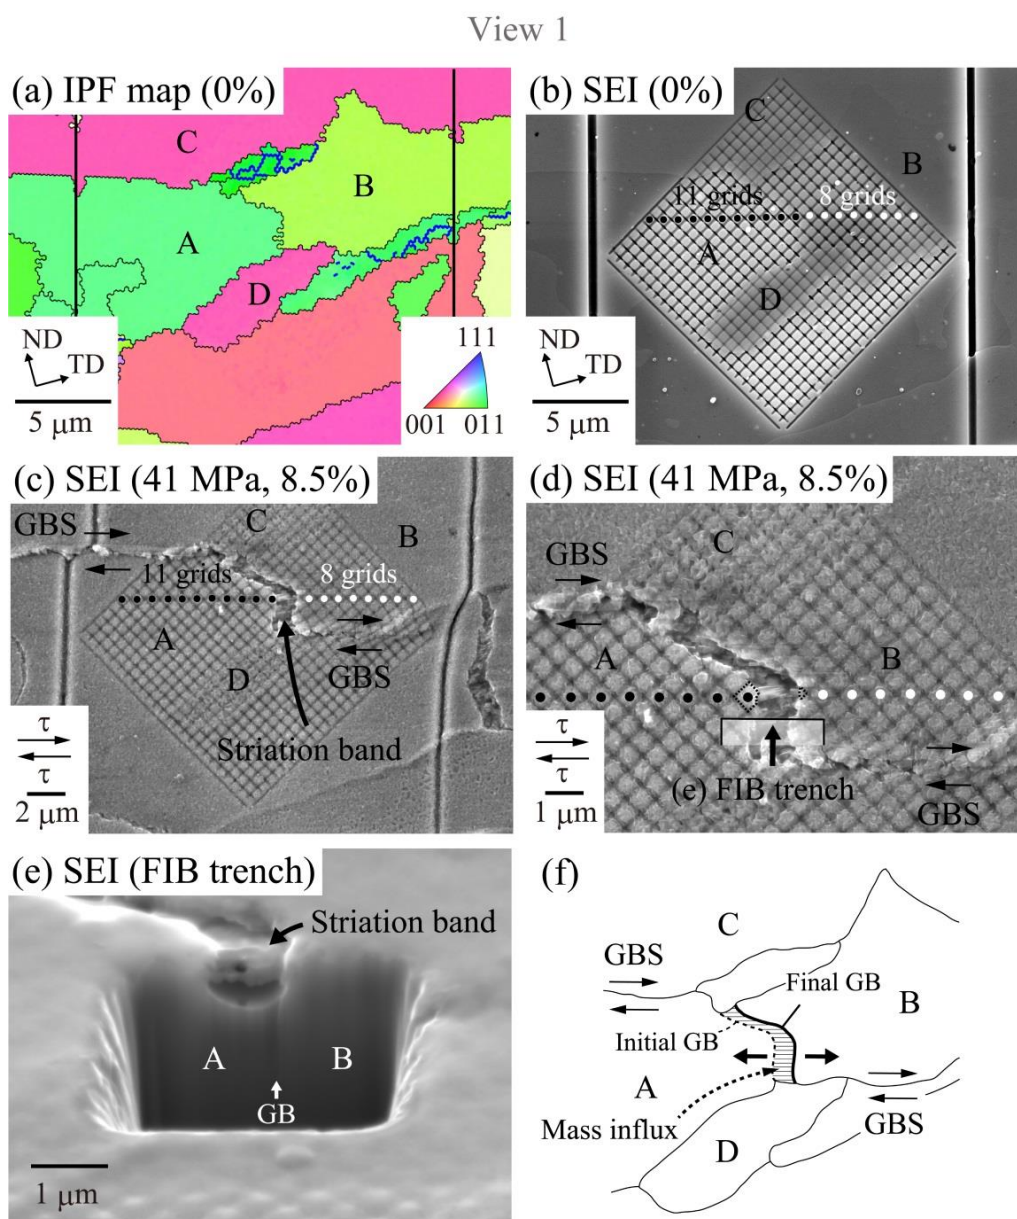 View 1
(a) IPF map (0%)
C
B
A
D
ND
TD
5 μm
111
001 011
(b) SEI (0%)
C
B
11 grids
8 grids
A
D
5 μm
(c) SEI (41 MPa, 8.5%)
GBS
C
B
11 grids
8 grids
A
D
GBS
Striation band
τ
τ
2 μm
(d) SEI (41 MPa, 8.5%)
GBS
C
A
B
τ
τ
1 μm
(e) FIB trench
GBS
(e) SEI (FIB trench)
Striation band
A
B
GB
1 μm
(f)
C
GBS
Final GB
B
Initial GB
A
Mass influx
GBS
D